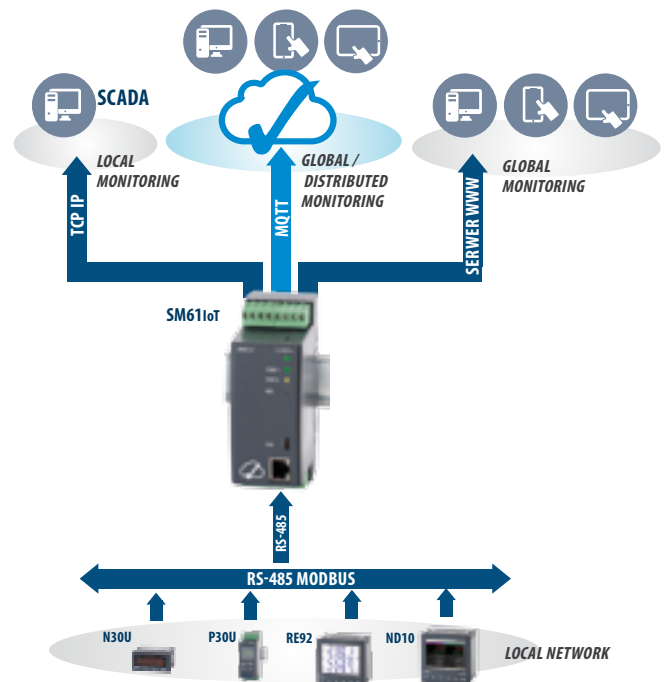 SCADA
LOCAL
MONITORING
GLOBAL /
DISTRIBUTED
MONITORING
GLOBAL
MONITORING
TCP IP
MQTT
SERWER WWW
SM61IoT
RS-485
RS-485 MODBUS
N30U
P30U
RE92
ND10
LOCAL NETWORK